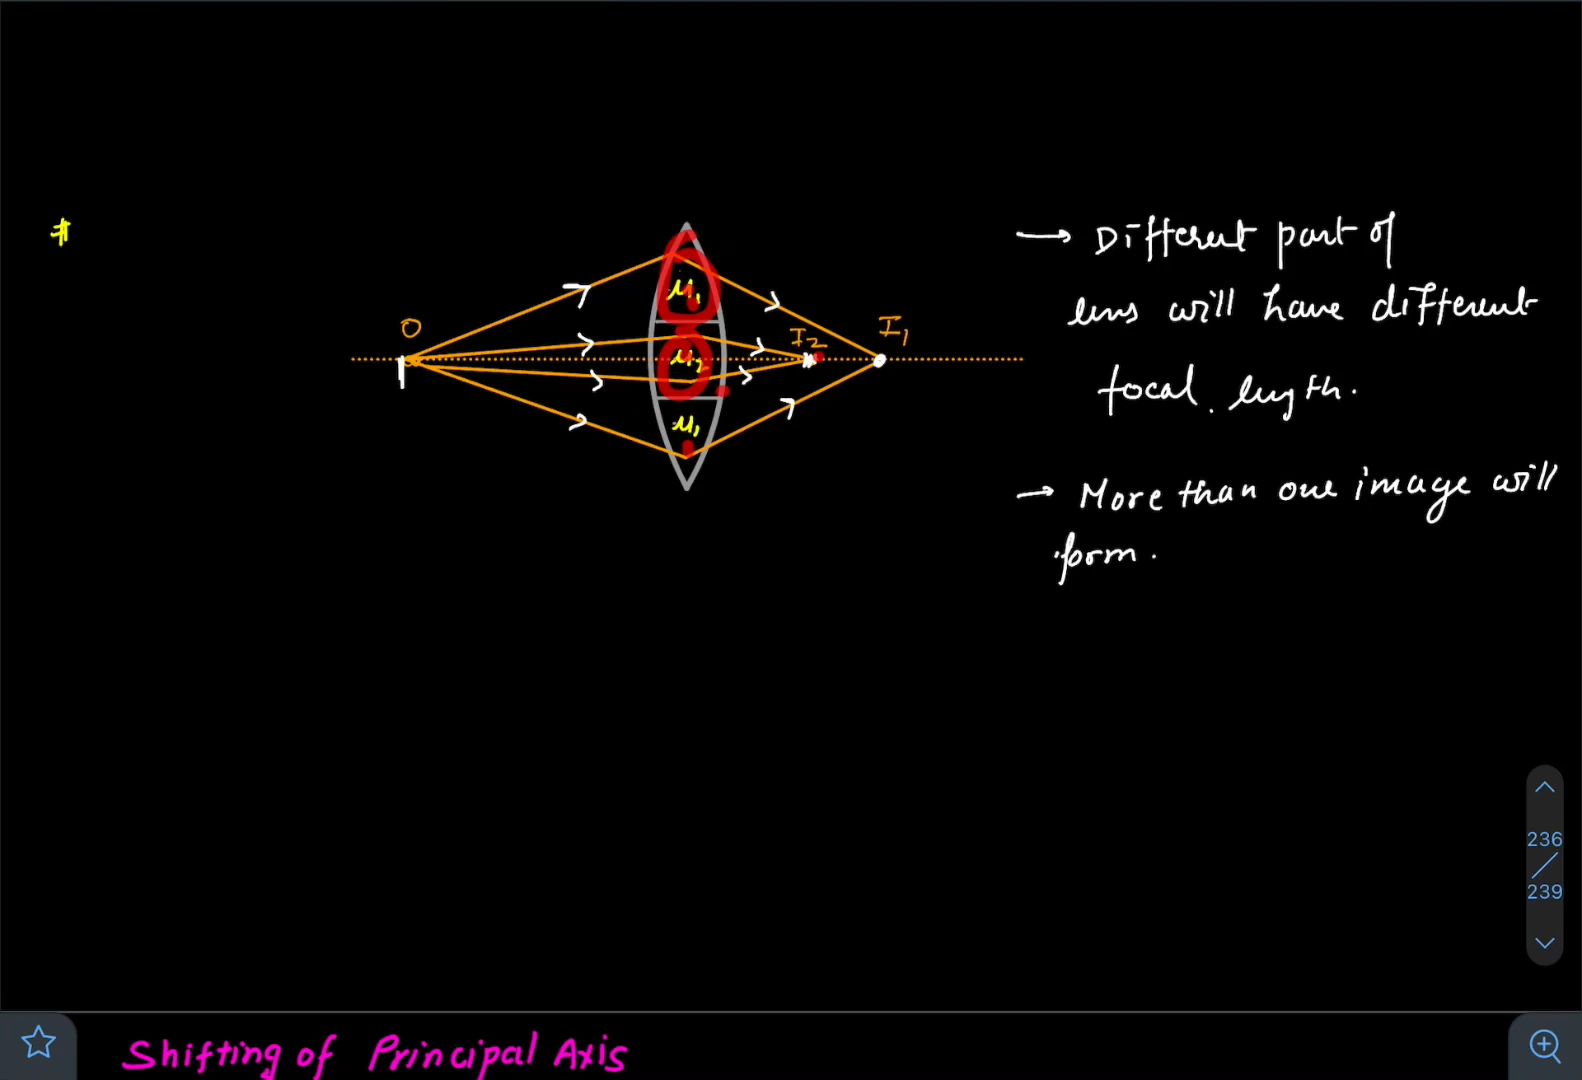 #
→ Different part of
lens will have different
focal length.
→ More than one image will
form.
O
μ₁
μ₂
μ₁
I₂
I₁
236
/
239
Shifting of Principal Axis